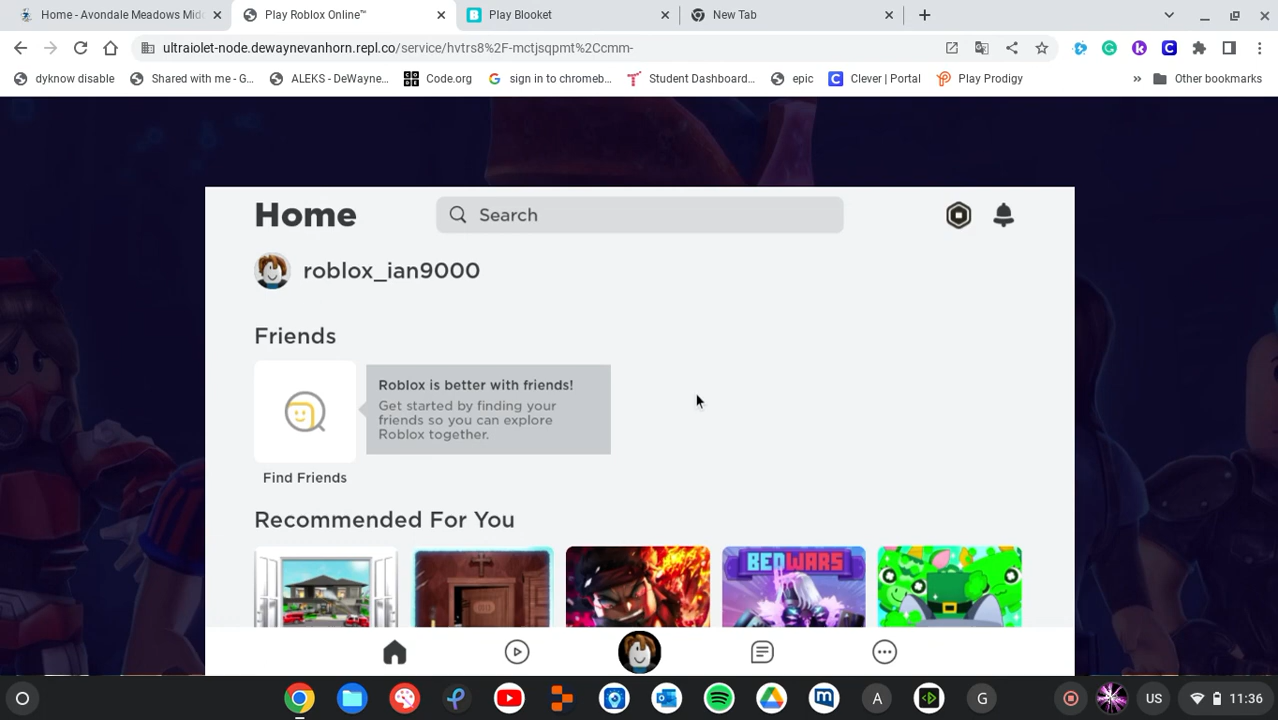 Home - Avondale Meadows Midd
Play Roblox Online™
Play Blooket
New Tab
ultraiolet-node.dewaynevanhorn.repl.co/service/hvtrs8%2F-mctjsqpmt%2Ccmm-
dyknow disable
Shared with me - G...
ALEKS - DeWayne...
Code.org
sign in to chromeb...
Student Dashboard...
epic
Clever | Portal
Play Prodigy
»
Other bookmarks
Home
Search
roblox_ian9000
Friends
Roblox is better with friends!
Get started by finding your
friends so you can explore
Roblox together.
Find Friends
Recommended For You
BEDWARS
A
G
US
11:36